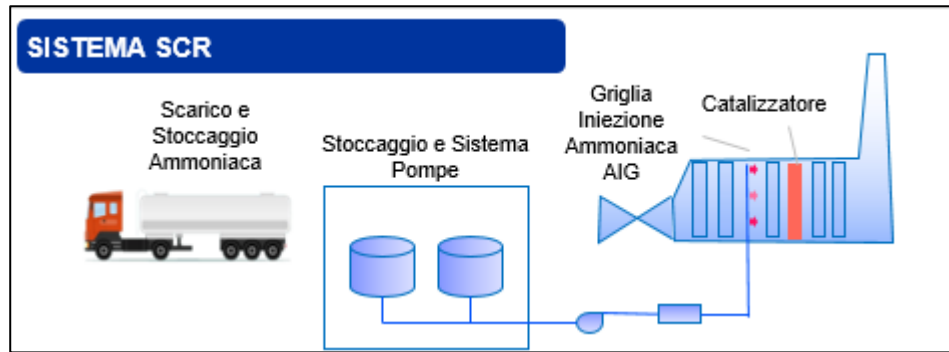 SISTEMA SCR
Scarico e
Stoccaggio
Ammoniaca
Stoccaggio e Sistema
Pompe
Griglia
Iniezione
Ammoniaca
AIG
Catalizzatore